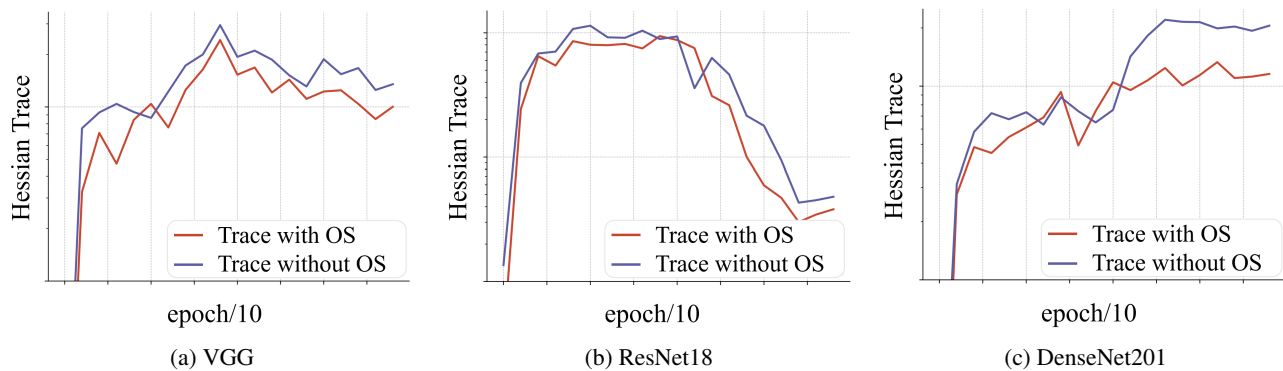 Hessian Trace
Trace with OS
Trace without OS
epoch/10
(a) VGG
Hessian Trace
Trace with OS
Trace without OS
epoch/10
(b) ResNet18
Hessian Trace
Trace with OS
Trace without OS
epoch/10
(c) DenseNet201